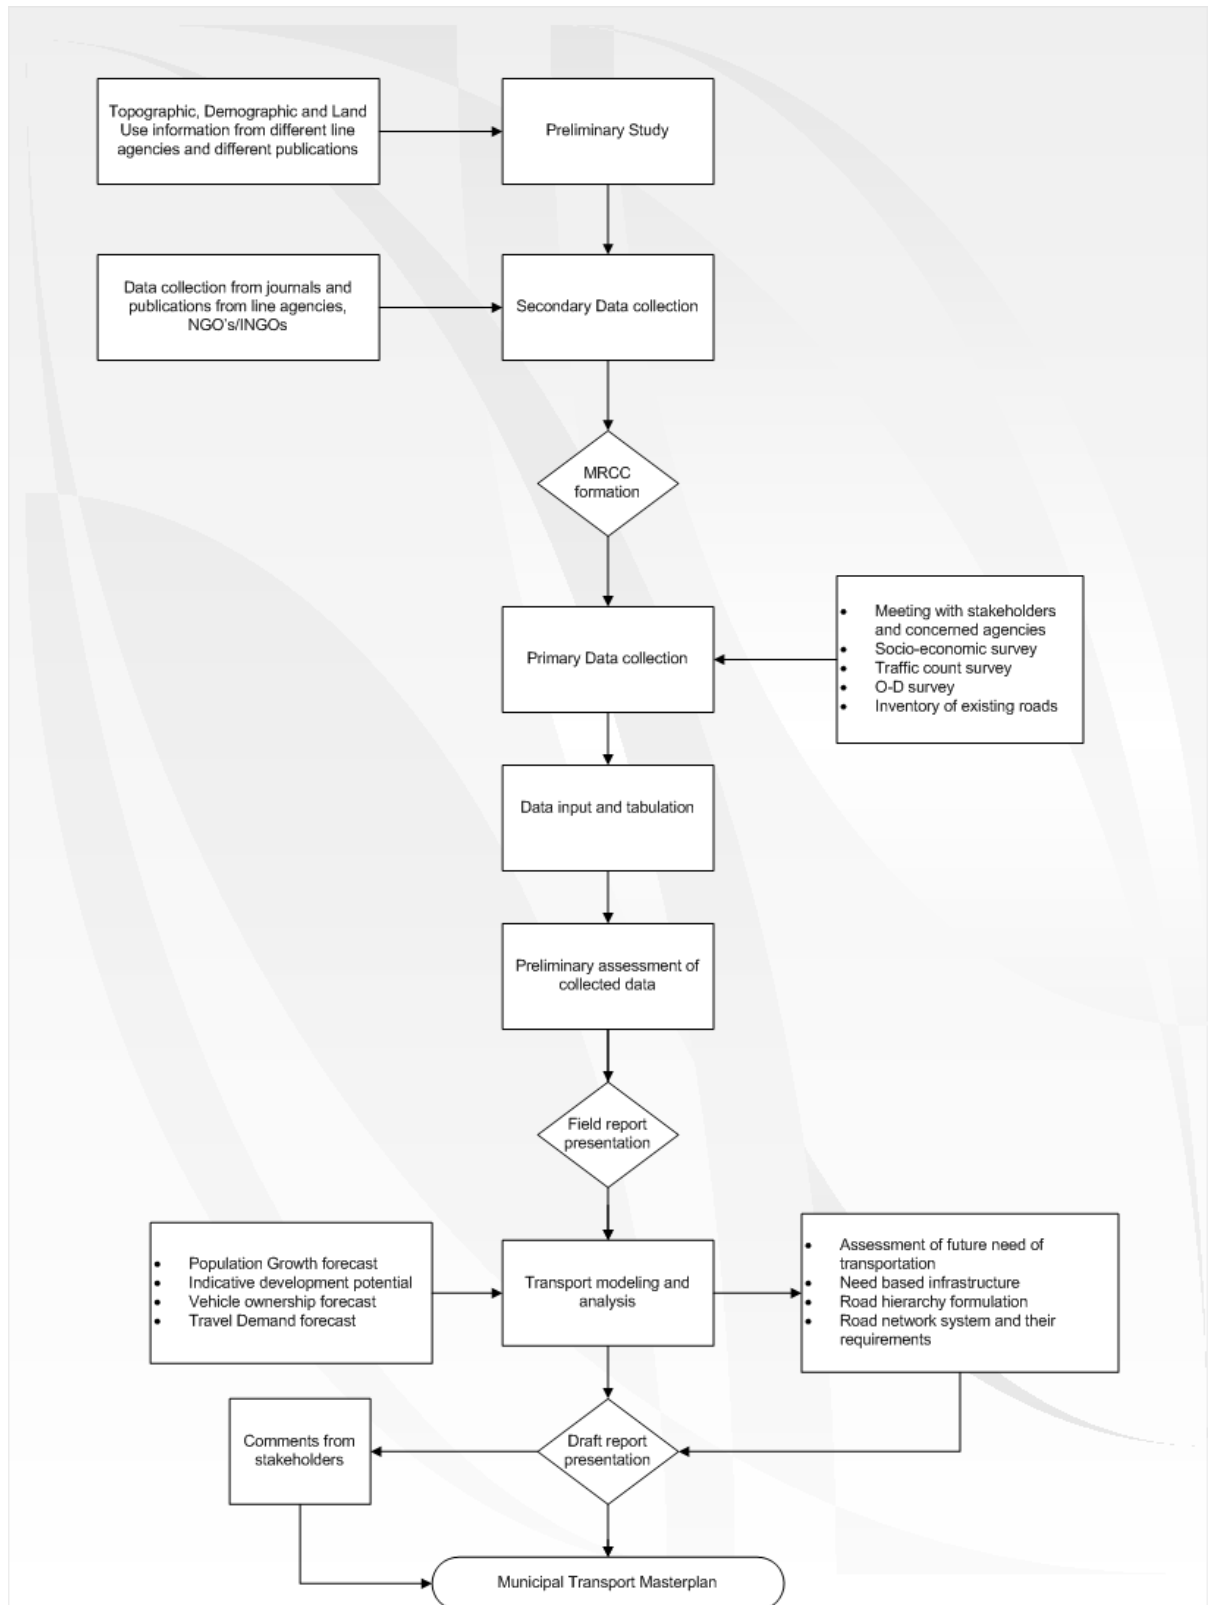 Topographic, Demographic and Land
Use information from different line
agencies and different publications
Preliminary Study
Data collection from journals and
publications from line agencies,
NGO's/INGOs
Secondary Data collection
MRCC
formation
Primary Data collection
• Meeting with stakeholders
and concerned agencies
• Socio-economic survey
• Traffic count survey
• O-D survey
• Inventory of existing roads
Data input and tabulation
Preliminary assessment of
collected data
Field report
presentation
• Population Growth forecast
• Indicative development potential
• Vehicle ownership forecast
• Travel Demand forecast
Transport modeling and
analysis
• Assessment of future need of
transportation
• Need based infrastructure
• Road hierarchy formulation
• Road network system and their
requirements
Comments from
stakeholders
Draft report
presentation
Municipal Transport Masterplan